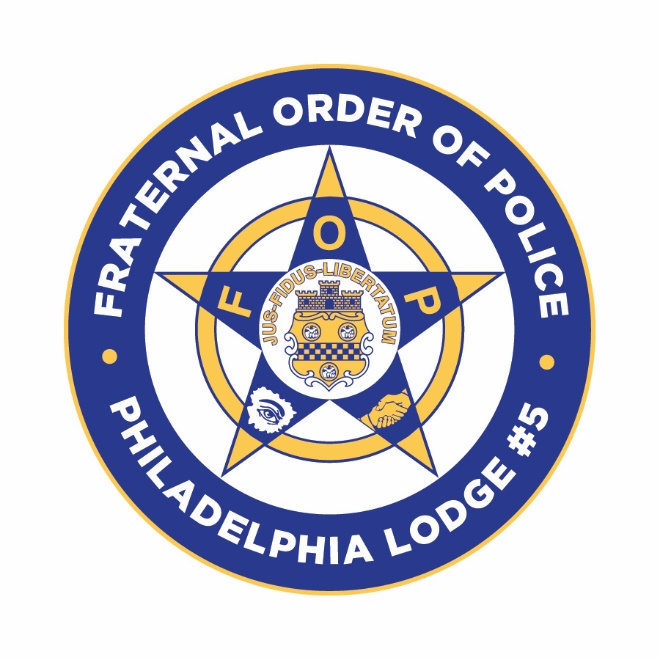 FRATERNAL ORDER OF POLICE
O
F
P
JUS-FIDUS-LIBERTATUM
PHILADELPHIA LODGE #5